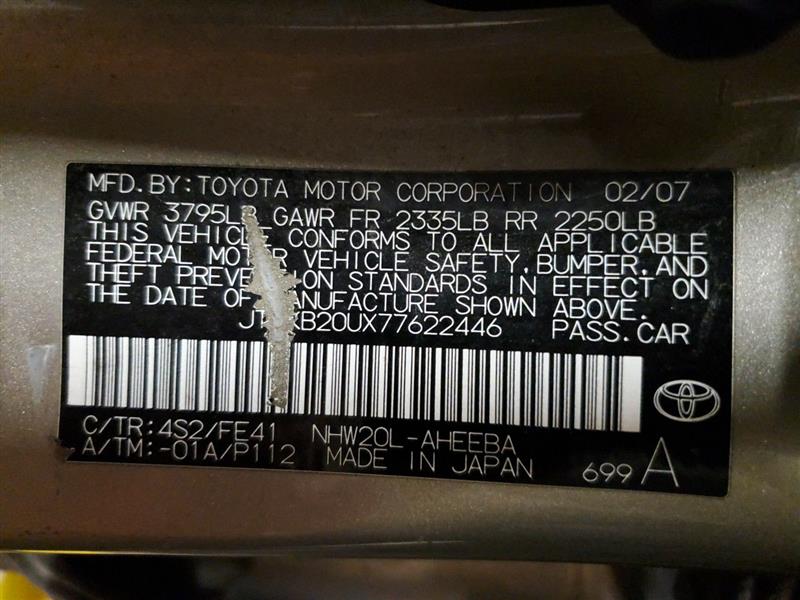 MFD.BY:TOYOTA MOTOR CORPORATION 02/07
GVWR 3795LB GAWR FR 2335LB RR 2250LB
THIS VEHICLE CONFORMS TO ALL APPLICABLE
FEDERAL MOTOR VEHICLE SAFETY,BUMPER,AND
THEFT PREVENTION STANDARDS IN EFFECT ON
THE DATE OF MANUFACTURE SHOWN ABOVE.
JTDKB20UX77622446 PASS.CAR
C/TR:4S2/FE41 NHW20L-AHEEBA
A/TM:-01A/P112 MADE IN JAPAN
699 A